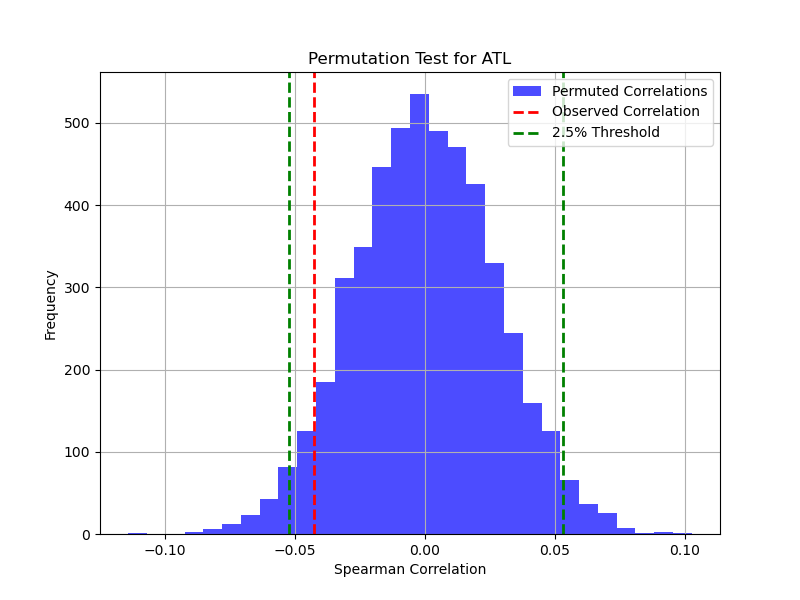 Permutation Test for ATL
Permuted Correlations
Observed Correlation
2.5% Threshold
Frequency
500
400
300
200
100
0
−0.10
−0.05
0.00
0.05
0.10
Spearman Correlation